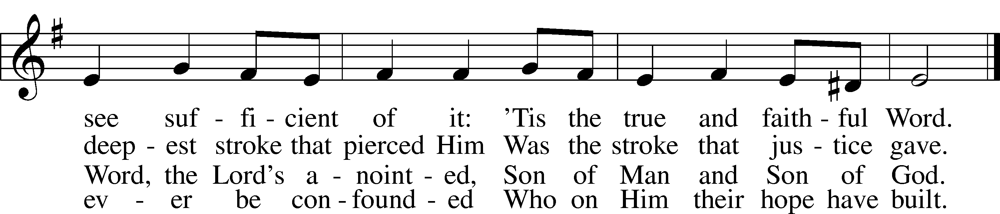 see suf - fi - cient of it: ’Tis the true and faith - ful Word.
deep - est stroke that pierced Him Was the stroke that jus - tice gave.
Word, the Lord’s a - noint - ed, Son of Man and Son of God.
ev - er be con - found - ed Who on Him their hope have built.